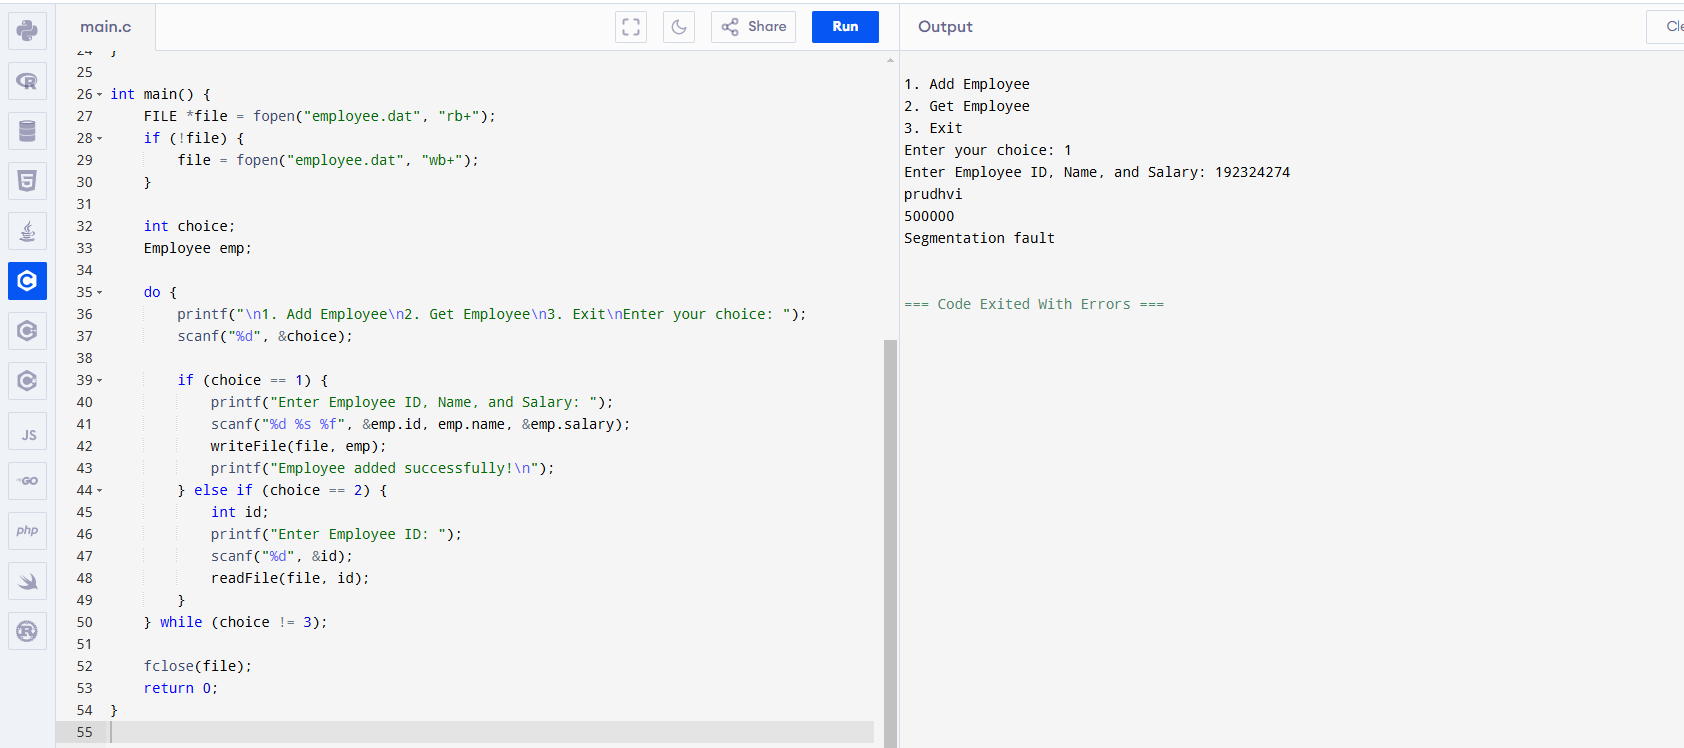 main.c
Share
Run
Output
R
5
JS
GO
php
R
24 }
25
26 int main() {
27 FILE *file = fopen("employee.dat", "rb+");
28 if (!file) {
29 file = fopen("employee.dat", "wb+");
30 }
31
32 int choice;
33 Employee emp;
34
35 do {
36 printf("\n1. Add Employee\n2. Get Employee\n3. Exit\nEnter your choice: ");
37 scanf("%d", &choice);
38
39 if (choice == 1) {
40 printf("Enter Employee ID, Name, and Salary: ");
41 scanf("%d %s %f", &emp.id, emp.name, &emp.salary);
42 writeFile(file, emp);
43 printf("Employee added successfully!\n");
44 } else if (choice == 2) {
45 int id;
46 printf("Enter Employee ID: ");
47 scanf("%d", &id);
48 readFile(file, id);
49 }
50 } while (choice != 3);
51
52 fclose(file);
53 return 0;
54 }
55
1. Add Employee
2. Get Employee
3. Exit
Enter your choice: 1
Enter Employee ID, Name, and Salary: 192324274
prudhvi
500000
Segmentation fault
=== Code Exited With Errors ===